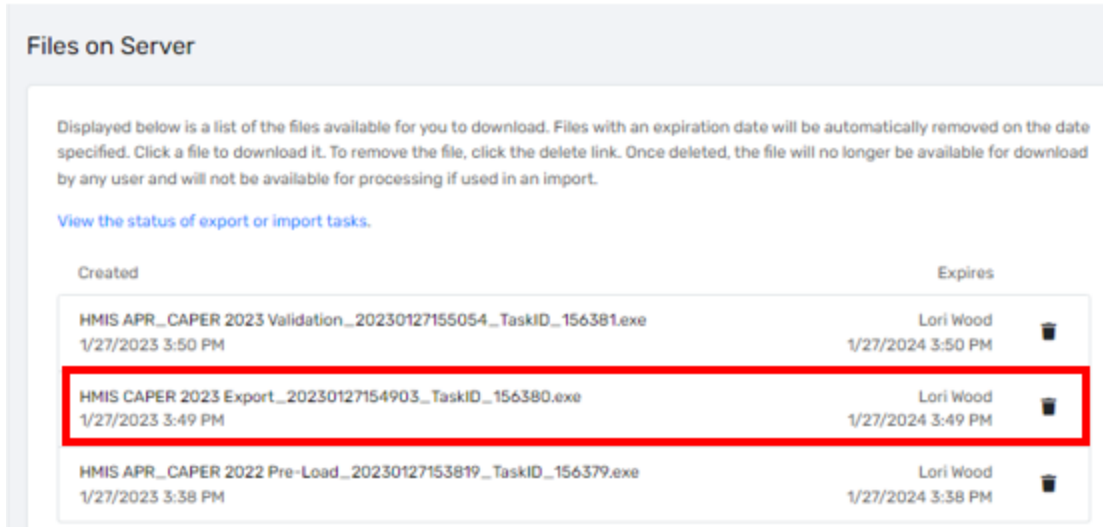 Files on Server
Displayed below is a list of the files available for you to download. Files with an expiration date will be automatically removed on the date
specified. Click a file to download it. To remove the file, click the delete link. Once deleted, the file will no longer be available for download
by any user and will not be available for processing if used in an import.
View the status of export or import tasks.
Created Expires
HMIS APR_CAPER 2023 Validation_20230127155054_TaskID_156381.exe Lori Wood
1/27/2023 3:50 PM 1/27/2024 3:50 PM
HMIS CAPER 2023 Export_20230127154903_TaskID_156380.exe Lori Wood
1/27/2023 3:49 PM 1/27/2024 3:49 PM
HMIS APR_CAPER 2022 Pre-Load_20230127153819_TaskID_156379.exe Lori Wood
1/27/2023 3:38 PM 1/27/2024 3:38 PM